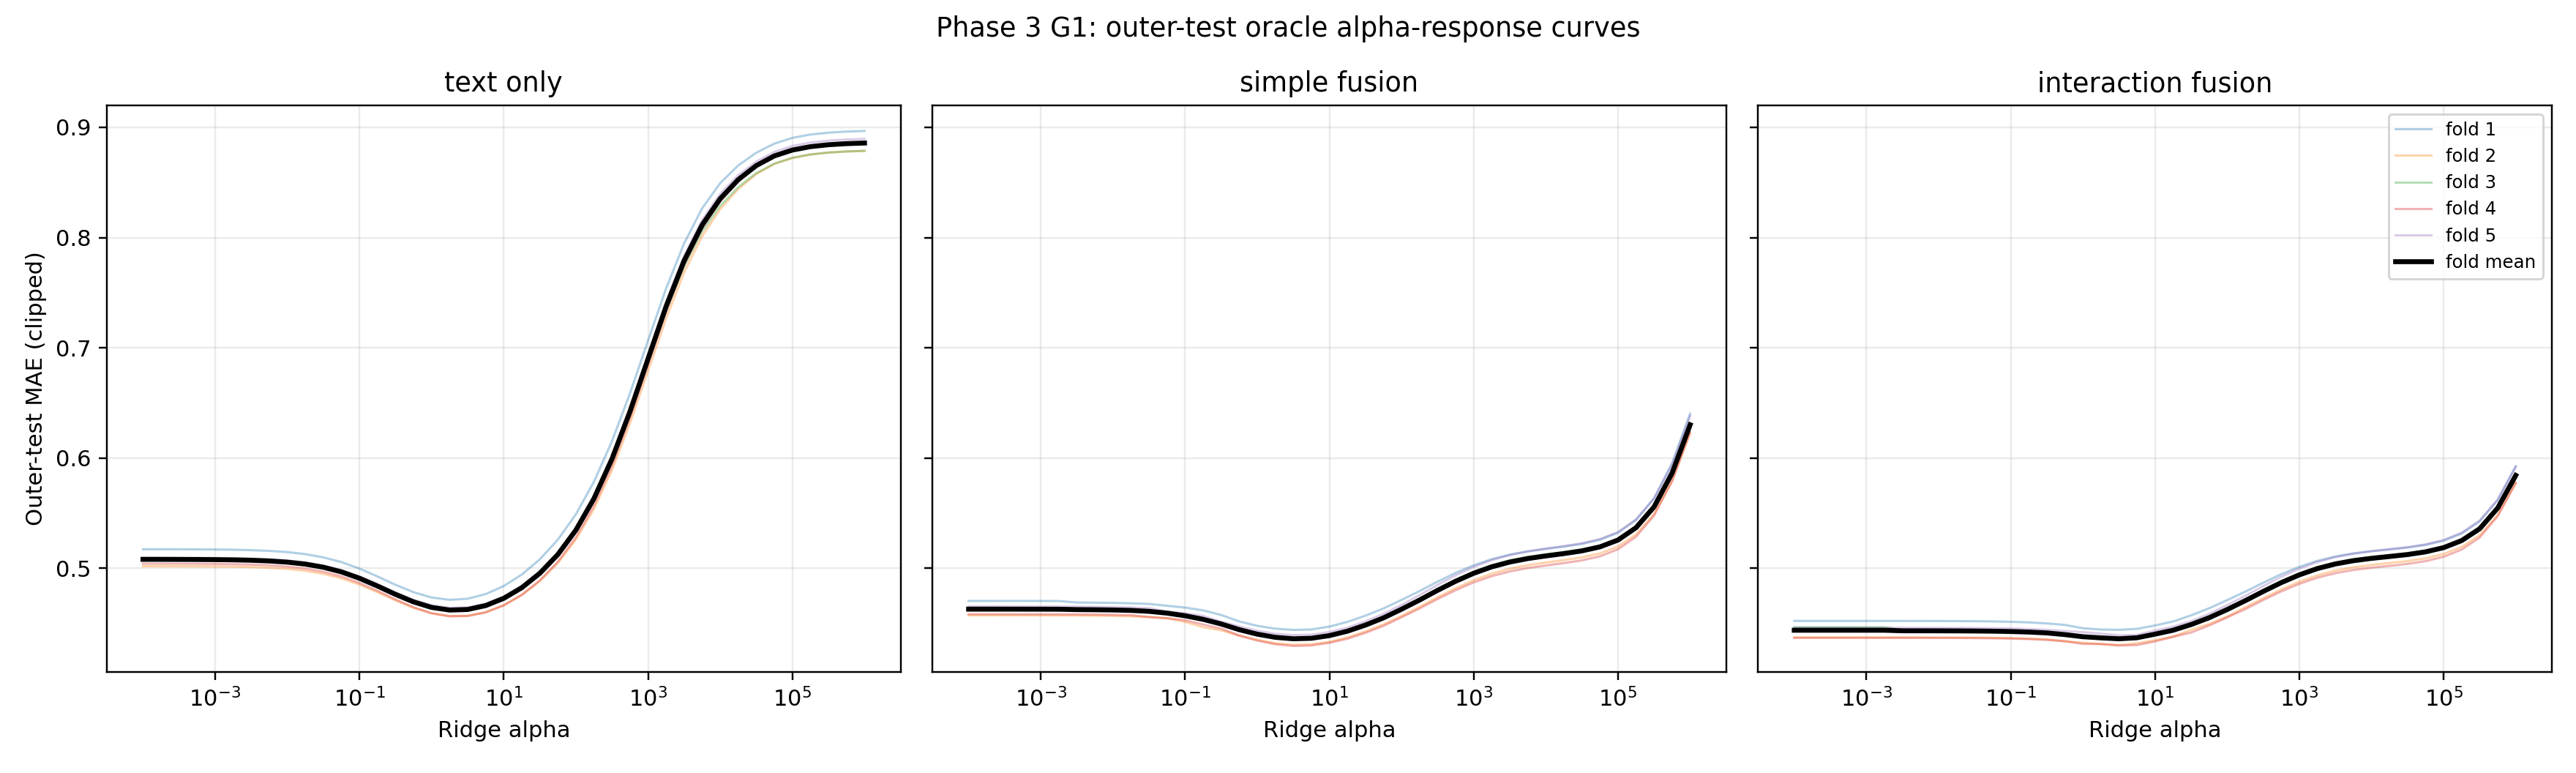 Phase 3 G1: outer-test oracle alpha-response curves
text only
simple fusion
interaction fusion
Outer-test MAE (clipped)
0.9
0.8
0.7
0.6
0.5
fold 1
fold 2
fold 3
fold 4
fold 5
fold mean
10⁻³ 10⁻¹ 10¹ 10³ 10⁵
10⁻³ 10⁻¹ 10¹ 10³ 10⁵
10⁻³ 10⁻¹ 10¹ 10³ 10⁵
Ridge alpha
Ridge alpha
Ridge alpha